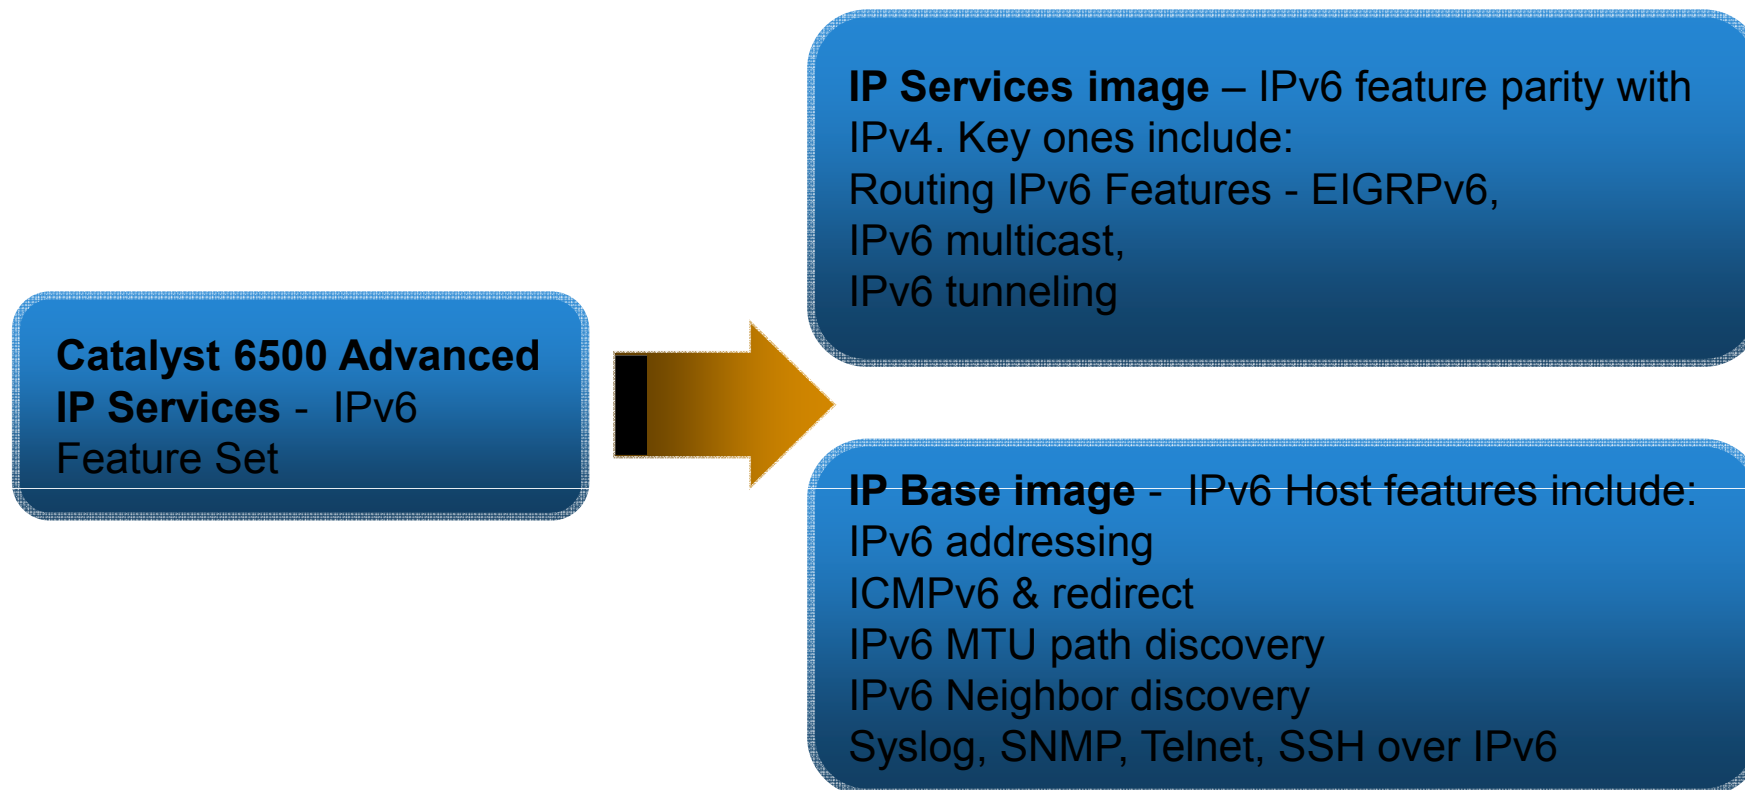 Catalyst 6500 Advanced
IP Services - IPv6
Feature Set
IP Services image – IPv6 feature parity with
IPv4. Key ones include:
Routing IPv6 Features - EIGRPv6,
IPv6 multicast,
IPv6 tunneling
IP Base image - IPv6 Host features include:
IPv6 addressing
ICMPv6 & redirect
IPv6 MTU path discovery
IPv6 Neighbor discovery
Syslog, SNMP, Telnet, SSH over IPv6